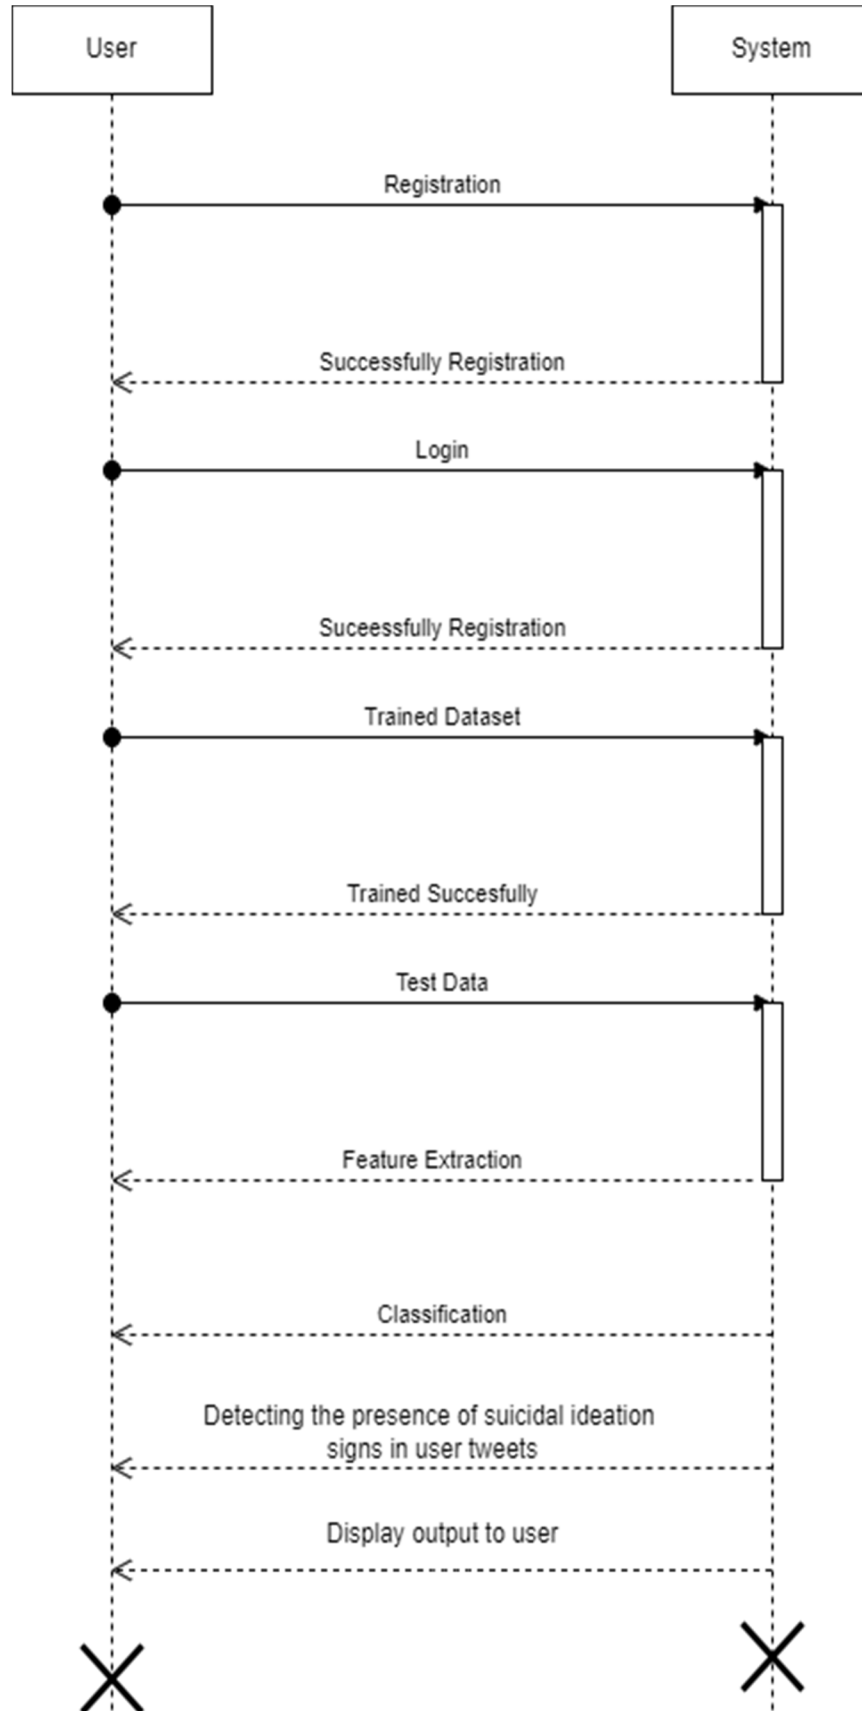 User
System
Registration
Successfully Registration
Login
Suceessfully Registration
Trained Dataset
Trained Succesfully
Test Data
Feature Extraction
Classification
Detecting the presence of suicidal ideation
signs in user tweets
Display output to user